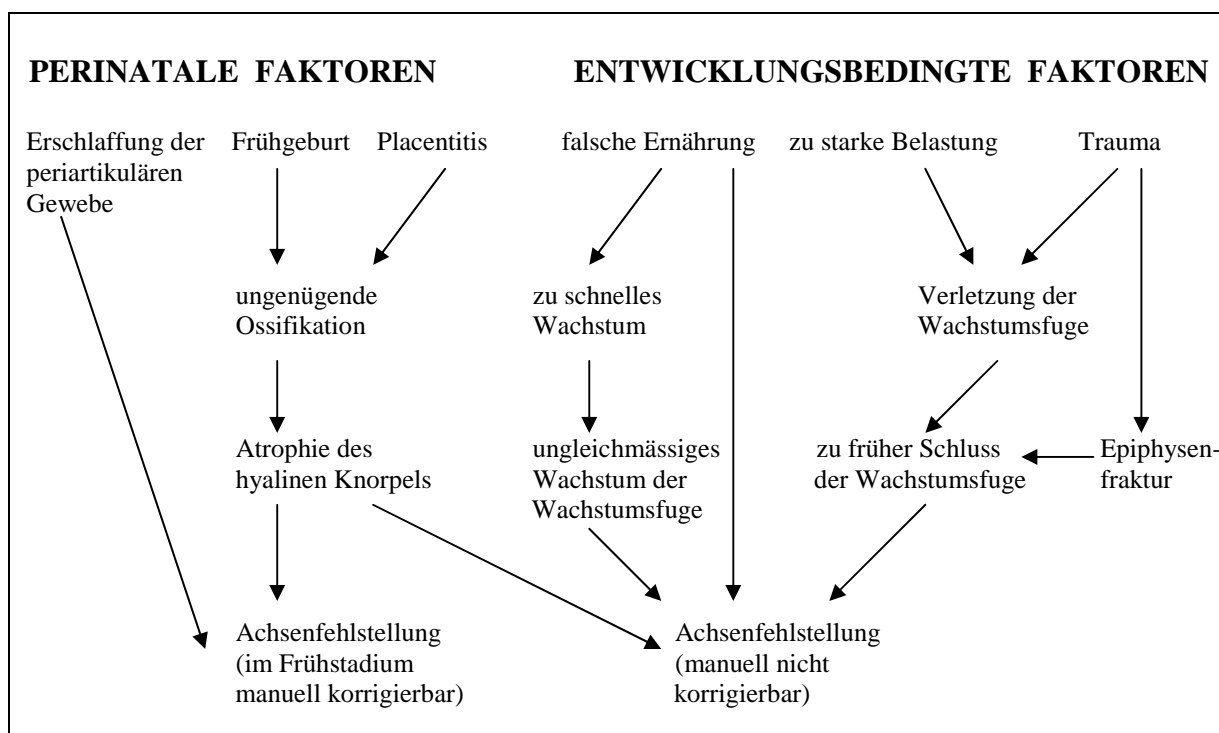 PERINATALE FAKTOREN
ENTWICKLUNGSBEDINGTE FAKTOREN
Erschlaffung der
periartikulären
Gewebe
Frühgeburt
Placentitis
falsche Ernährung
zu starke Belastung
Trauma
ungenügende
Ossifikation
zu schnelles
Wachstum
Verletzung der
Wachstumsfuge
Atrophie des
hyalinen Knorpels
ungleichmässiges
Wachstum der
Wachstumsfuge
zu früher Schluss
der Wachstumsfuge
Epiphysen-
fraktur
Achsenfehlstellung
(im Frühstadium
manuell korrigierbar)
Achsenfehlstellung
(manuell nicht
korrigierbar)